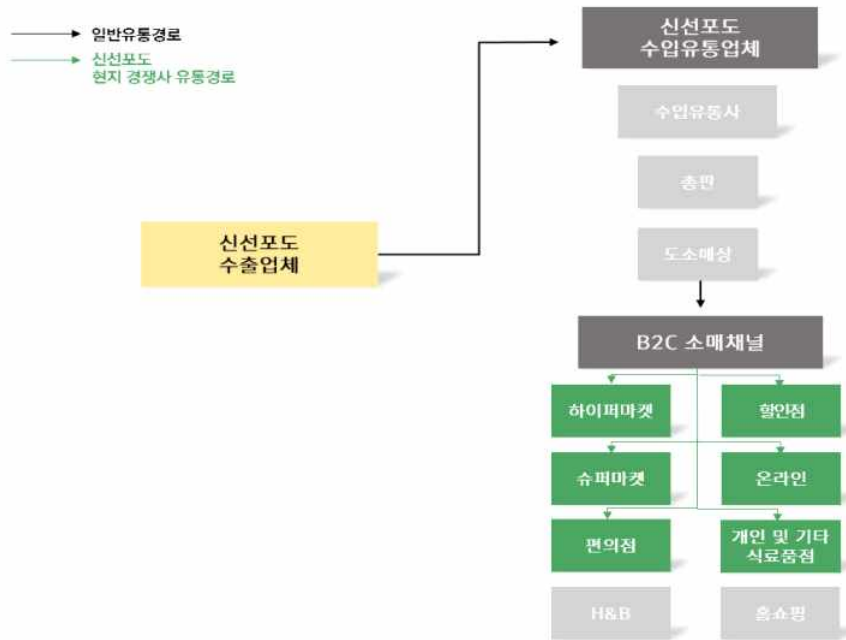 일반유통경로
신선포도
현지 경쟁사 유통경로
신선포도
수입유통업체
수입유통사
총판
도소매상
신선포도
수출업체
B2C 소매채널
하이퍼마켓
할인점
슈퍼마켓
온라인
편의점
개인 및 기타
식료품점
H&B
홈쇼핑